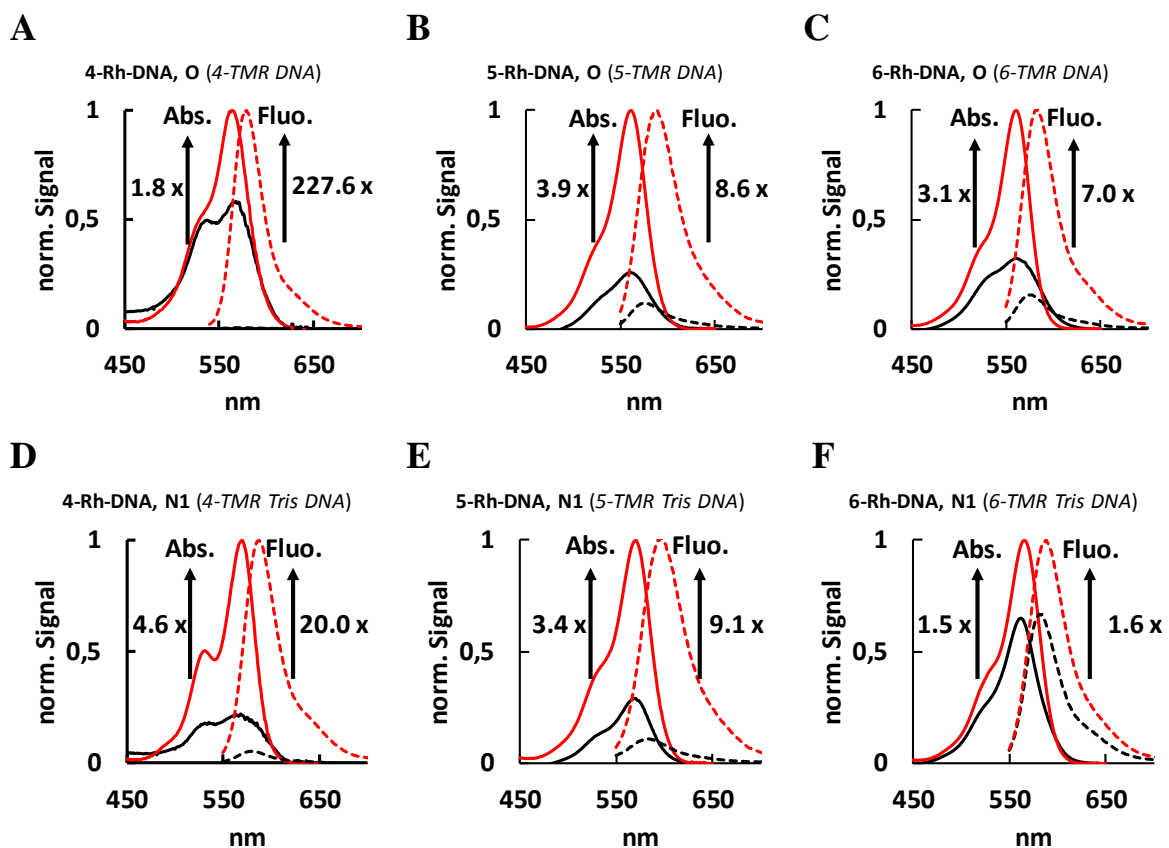 A
4-Rh-DNA, O (4-TMR DNA)
norm. Signal
1
0,5
0
Abs.
Fluo.
1.8 x
227.6 x
450
550
650
nm
B
5-Rh-DNA, O (5-TMR DNA)
norm. Signal
1
0,5
0
Abs.
Fluo.
3.9 x
8.6 x
450
550
650
nm
C
6-Rh-DNA, O (6-TMR DNA)
norm. Signal
1
0,5
0
Abs.
Fluo.
3.1 x
7.0 x
450
550
650
nm
D
4-Rh-DNA, N1 (4-TMR Tris DNA)
norm. Signal
1
0,5
0
Abs.
Fluo.
4.6 x
20.0 x
450
550
650
nm
E
5-Rh-DNA, N1 (5-TMR Tris DNA)
norm. Signal
1
0,5
0
Abs.
Fluo.
3.4 x
9.1 x
450
550
650
nm
F
6-Rh-DNA, N1 (6-TMR Tris DNA)
norm. Signal
1
0,5
0
Abs.
Fluo.
1.5 x
1.6 x
450
550
650
nm